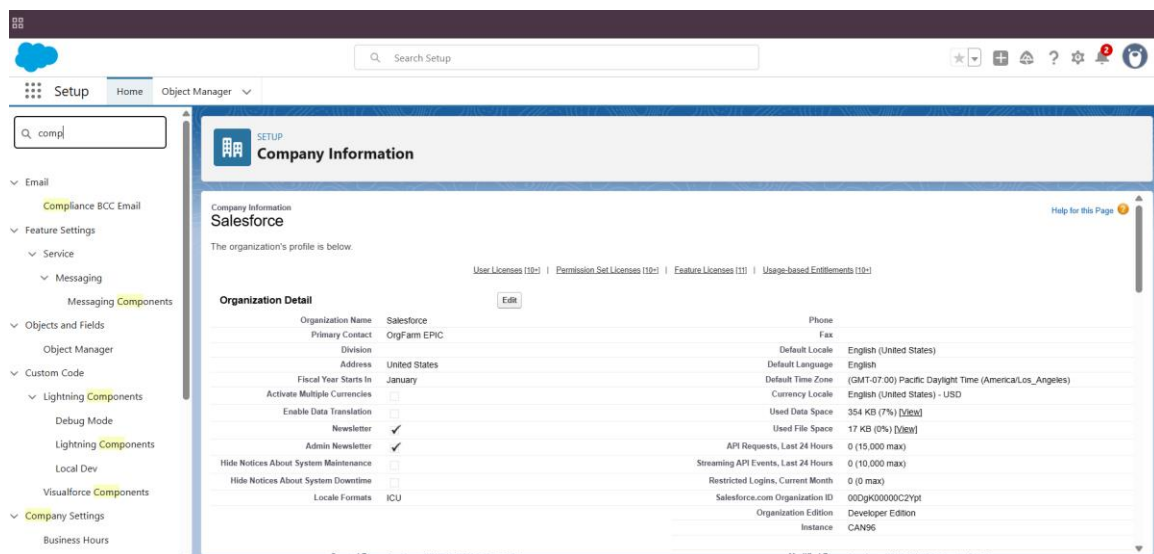 Search Setup
2
Setup Home Object Manager
comp
Email
Compliance BCC Email
Feature Settings
Service
Messaging
Messaging Components
Objects and Fields
Object Manager
Custom Code
Lightning Components
Debug Mode
Lightning Components
Local Dev
Visualforce Components
Company Settings
Business Hours
SETUP
Company Information
Company Information
Salesforce
Help for this Page
The organization's profile is below.
User Licenses [10+] | Permission Set Licenses [10+] | Feature Licenses [11] | Usage-based Entitlements [10+]
Organization Detail Edit
Organization Name Salesforce Phone
Primary Contact OrgFarm EPIC Fax
Division Default Locale English (United States)
Address United States Default Language English
Fiscal Year Starts In January Default Time Zone (GMT-07:00) Pacific Daylight Time (America/Los_Angeles)
Activate Multiple Currencies Currency Locale English (United States) - USD
Enable Data Translation Used Data Space 354 KB (7%) [View]
Newsletter Used File Space 17 KB (0%) [View]
Admin Newsletter API Requests, Last 24 Hours 0 (15,000 max)
Hide Notices About System Maintenance Streaming API Events, Last 24 Hours 0 (10,000 max)
Hide Notices About System Downtime Restricted Logins, Current Month 0 (0 max)
Locale Formats ICU Salesforce.com Organization ID 00DgK00000C2Ypt
Organization Edition Developer Edition
Instance CAN96